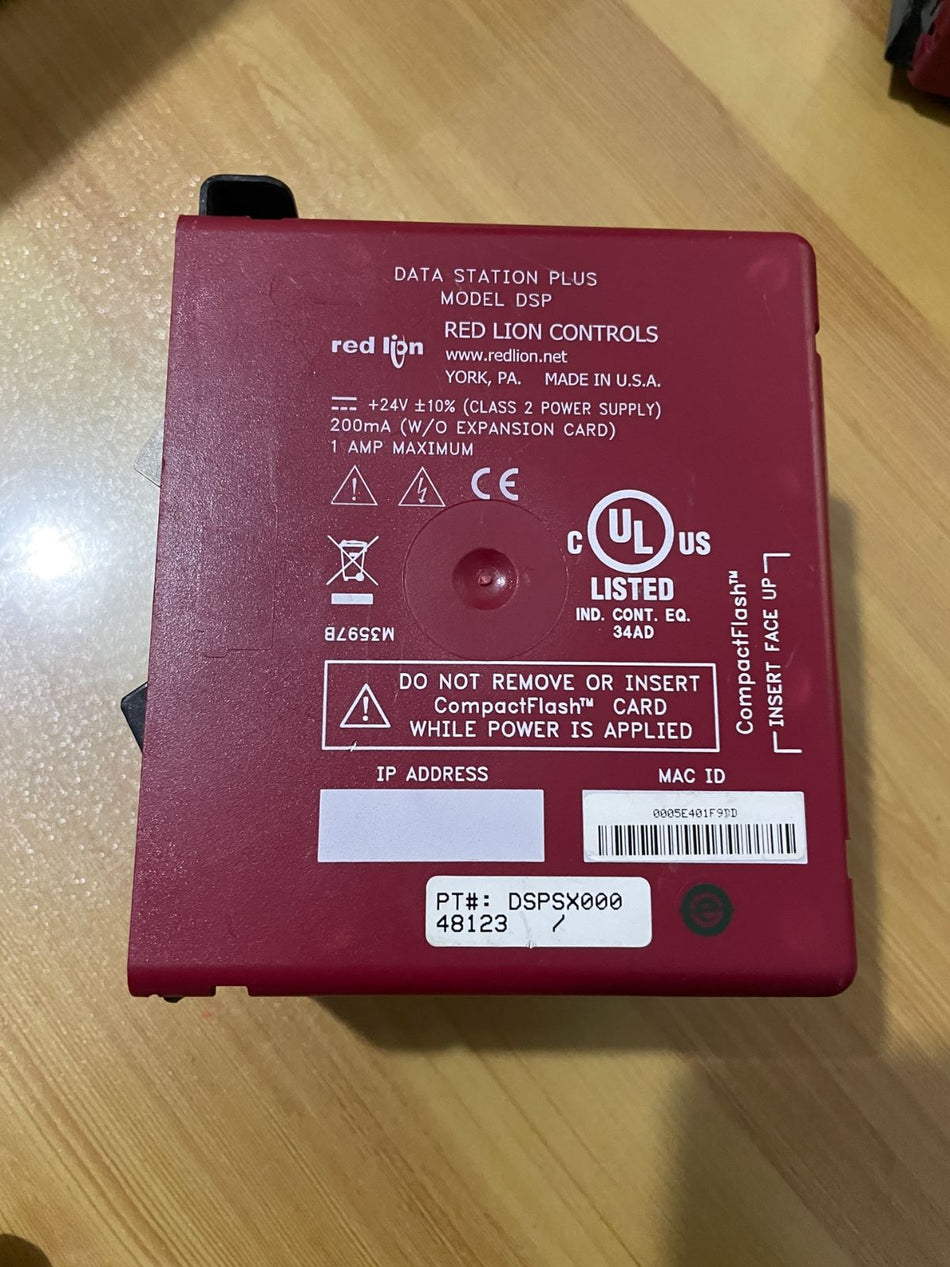 DATA STATION PLUS
MODEL DSP
red lion
RED LION CONTROLS
www.redlion.net
YORK, PA. MADE IN U.S.A.
+24V ±10% (CLASS 2 POWER SUPPLY)
200mA (W/O EXPANSION CARD)
1 AMP MAXIMUM
CE
C UL US
LISTED
IND. CONT. EQ.
34AD
M3597B
CompactFlash™
INSERT FACE UP
DO NOT REMOVE OR INSERT
CompactFlash™ CARD
WHILE POWER IS APPLIED
IP ADDRESS
MAC ID
0005E401F9DD
PT#: DSPSX000
48123 /
e